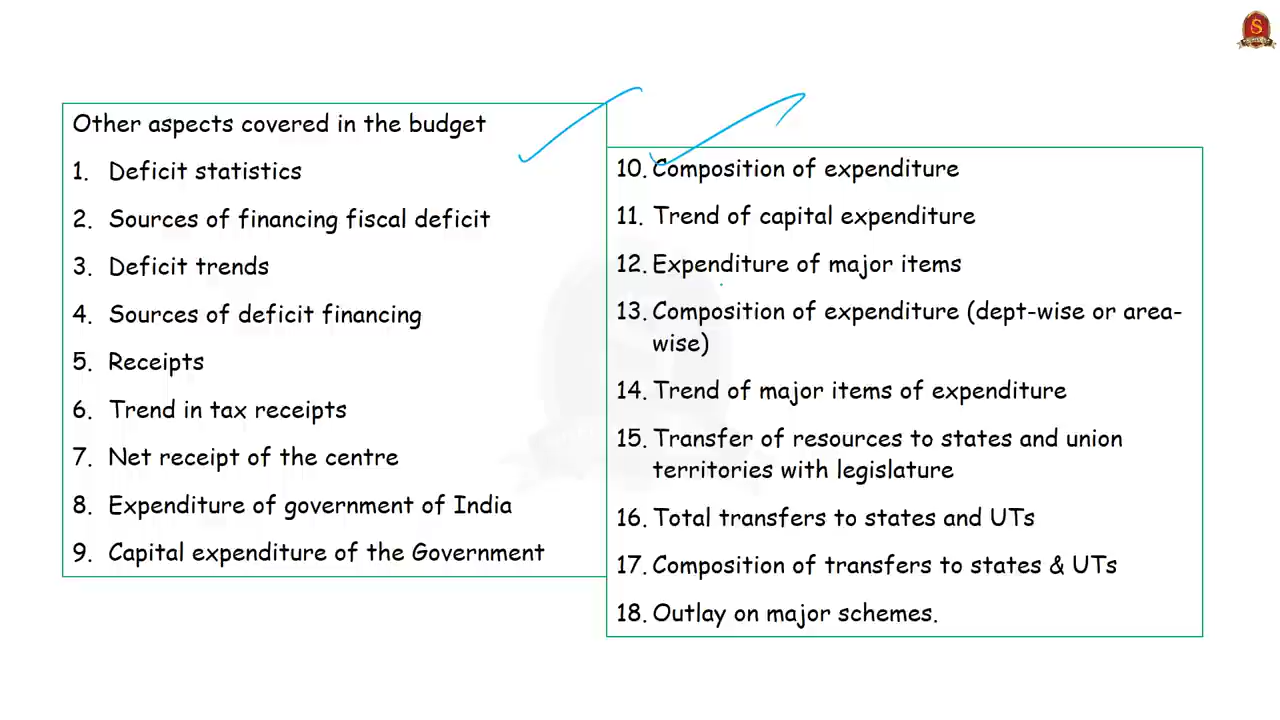 Other aspects covered in the budget
1. Deficit statistics
2. Sources of financing fiscal deficit
3. Deficit trends
4. Sources of deficit financing
5. Receipts
6. Trend in tax receipts
7. Net receipt of the centre
8. Expenditure of government of India
9. Capital expenditure of the Government
10. Composition of expenditure
11. Trend of capital expenditure
12. Expenditure of major items
13. Composition of expenditure (dept-wise or area-
wise)
14. Trend of major items of expenditure
15. Transfer of resources to states and union
territories with legislature
16. Total transfers to states and UTs
17. Composition of transfers to states & UTs
18. Outlay on major schemes.
S